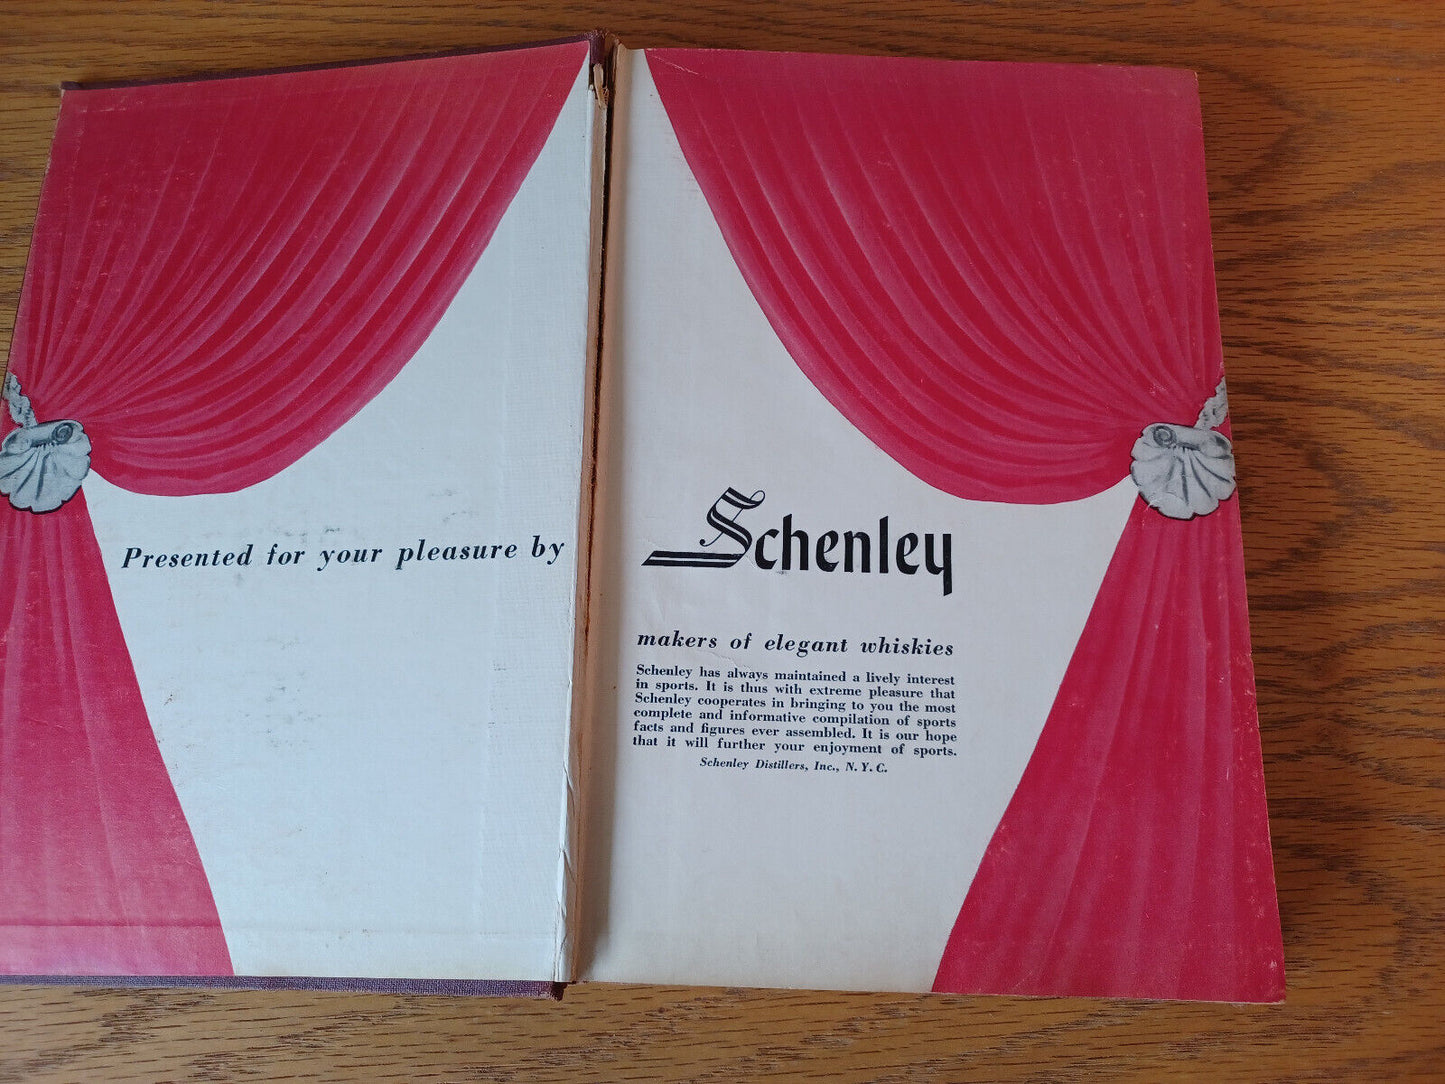 Presented for your pleasure by
Schenley
makers of elegant whiskies
Schenley has always maintained a lively interest
in sports. It is thus with extreme pleasure that
Schenley cooperates in bringing to you the most
complete and informative compilation of sports
facts and figures ever assembled. It is our hope
that it will further your enjoyment of sports.
Schenley Distillers, Inc., N. Y. C.